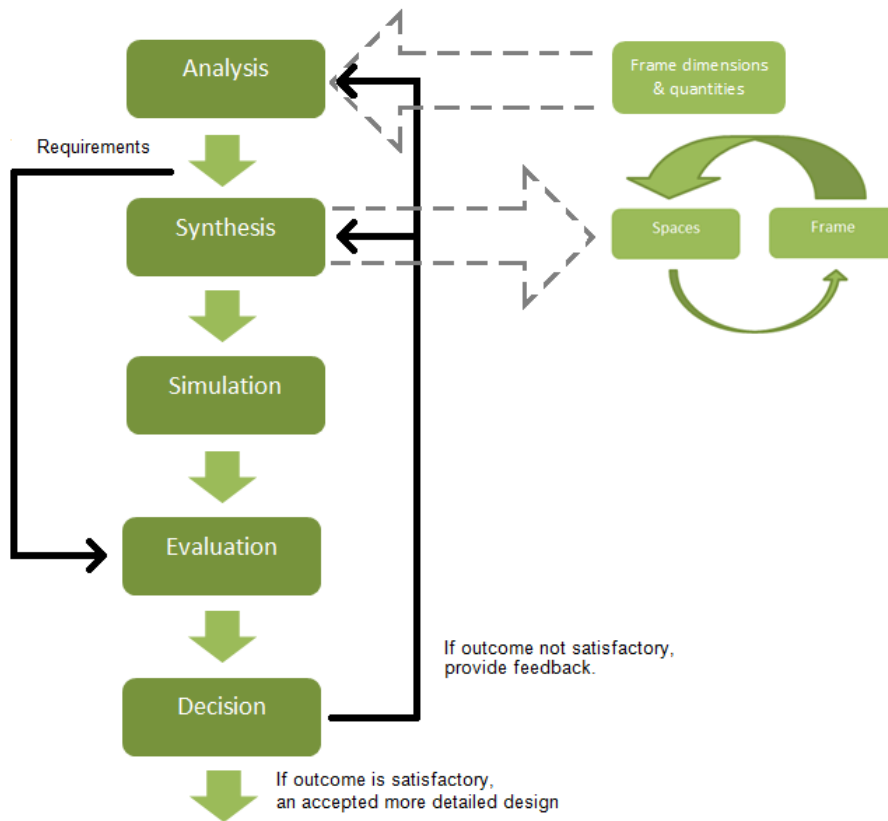 Analysis
Frame dimensions
& quantities
Requirements
Synthesis
Spaces
Frame
Simulation
Evaluation
If outcome not satisfactory,
provide feedback.
Decision
If outcome is satisfactory,
an accepted more detailed design